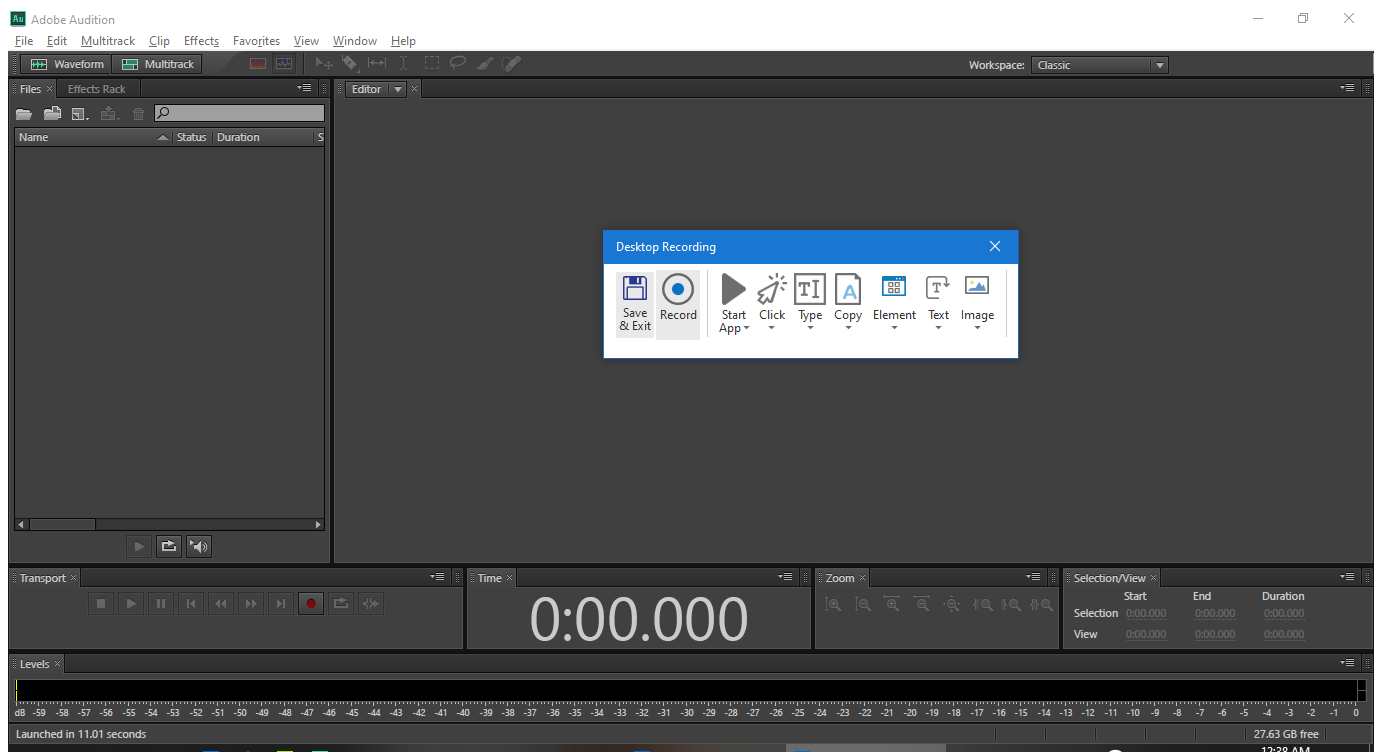 Au Adobe Audition
File Edit Multitrack Clip Effects Favorites View Window Help
Waveform Multitrack Workspace: Classic
Files × Effects Rack Editor ×
Name Status Duration S
Desktop Recording
Save & Exit
Record
Start App
Click
Type
Copy
Element
Text
Image
Transport × Time × Zoom × Selection/View ×
0:00.000
Start End Duration
Selection 0:00.000 0:00.000 0:00.000
View 0:00.000 0:00.000 0:00.000
Levels ×
dB -59 -58 -57 -56 -55 -54 -53 -52 -51 -50 -49 -48 -47 -46 -45 -44 -43 -42 -41 -40 -39 -38 -37 -36 -35 -34 -33 -32 -31 -30 -29 -28 -27 -26 -25 -24 -23 -22 -21 -20 -19 -18 -17 -16 -15 -14 -13 -12 -11 -10 -9 -8 -7 -6 -5 -4 -3 -2 -1 0
Launched in 11.01 seconds 27.63 GB free
12:38 AM